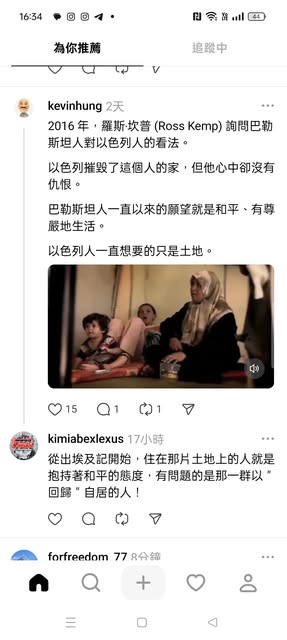 16:34
44
為你推薦
追蹤中
kevinhung 2天
2016 年，羅斯·坎普 (Ross Kemp) 詢問巴勒
斯坦人對以色列人的看法。
以色列摧毀了這個人的家，但他心中卻沒有
仇恨。
巴勒斯坦人一直以來的願望就是和平、有尊
嚴地生活。
以色列人一直想要的只是土地。
15
1
1
kimiabexlexus 17小時
從出埃及記開始，住在那片土地上的人就是
抱持著和平的態度，有問題的是那一群以＂
回歸＂自居的人！
forfreedom_77 8分鐘